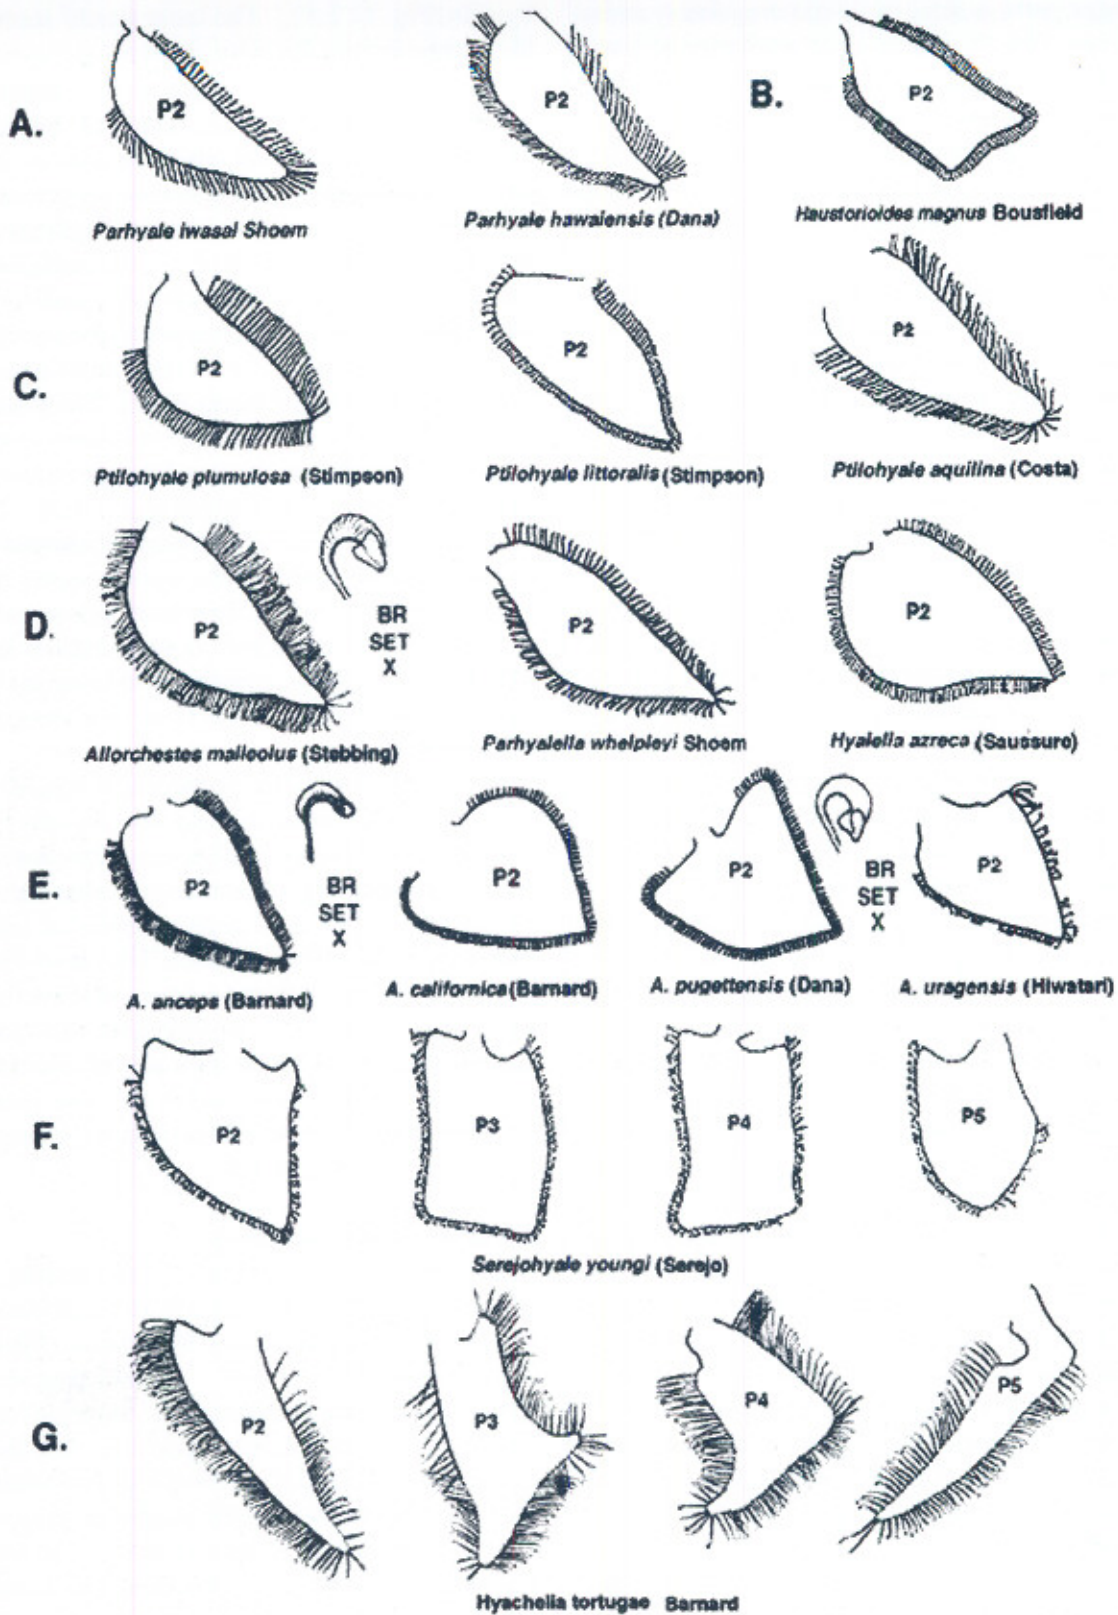 A.
P2
P2
B.
P2
Parhyale iwasai Shoem
Parhyale hawaiensis (Dana)
Haustorioides magnus Bousfield
C.
P2
P2
P2
Ptilohyale plumulosa (Stimpson)
Ptilohyale littoralis (Stimpson)
Ptilohyale aquilina (Costa)
D.
P2
BR
SET
X
P2
P2
Allorchestes malleolus (Stebbing)
Parhyalella whelpleyi Shoem
Hyalella azreca (Saussure)
E.
P2
BR
SET
X
P2
P2
BR
SET
X
P2
A. anceps (Barnard)
A. californica (Barnard)
A. pugettensis (Dana)
A. uragensis (Hiwatari)
F.
P2
P3
P4
P5
Serejohyale youngi (Serejo)
G.
P2
P3
P4
P5
Hyachelia tortugae Barnard